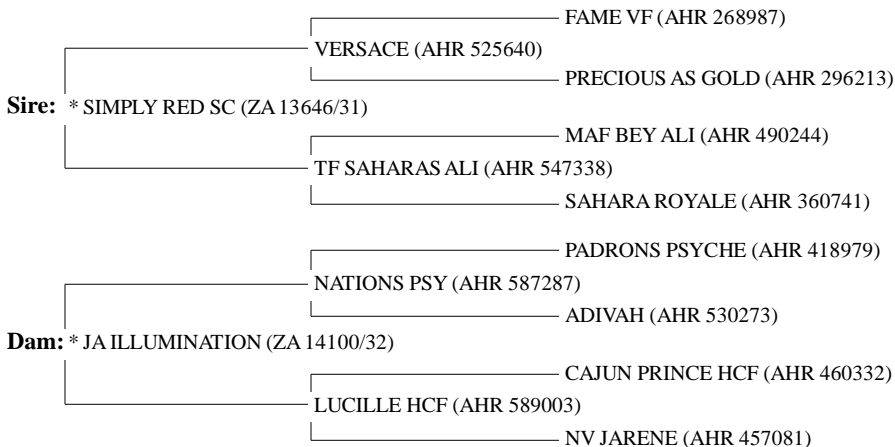 FAME VF (AHR 268987)
VERSACE (AHR 525640)
PRECIOUS AS GOLD (AHR 296213)
Sire: * SIMPLY RED SC (ZA 13646/31)
MAF BEY ALI (AHR 490244)
TF SAHARAS ALI (AHR 547338)
SAHARA ROYALE (AHR 360741)
PADRONS PSYCHE (AHR 418979)
NATIONS PSY (AHR 587287)
ADIVAH (AHR 530273)
Dam: * JA ILLUMINATION (ZA 14100/32)
CAJUN PRINCE HCF (AHR 460332)
LUCILLE HCF (AHR 589003)
NV JARENE (AHR 457081)